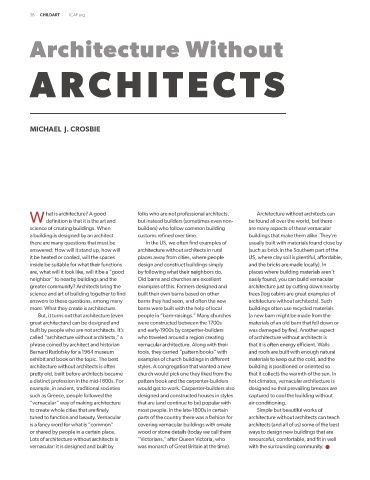 38 CHILDART ICAF.org
Architecture Without
ARCHITECTS
MICHAEL J. CROSBIE
What is architecture? A good
definition is that it is the art and
science of creating buildings. When
a building is designed by an architect
there are many questions that must be
answered: How will it stand up, how will
it be heated or cooled, will the spaces
inside be suitable for what their functions
are, what will it look like, will it be a "good
neighbor" to nearby buildings and the
greater community? Architects bring the
science and art of building together to find
answers to these questions, among many
more. What they create is architecture.
But, it turns out that architecture (even
great architecture) can be designed and
built by people who are not architects. It's
called "architecture without architects," a
phrase coined by architect and historian
Bernard Rudofsky for a 1964 museum
exhibit and book on the topic. The best
architecture without architects is often
pretty old, built before architects became
a distinct profession in the mid-1800s. For
example, in ancient, traditional societies
such as Greece, people followed the
"vernacular" way of making architecture
to create whole cities that are finely
tuned to function and beauty. Vernacular
is a fancy word for what is "common"
or shared by people in a certain place.
Lots of architecture without architects is
vernacular: it is designed and built by
folks who are not professional architects,
but instead builders (sometimes even non-
builders) who follow common building
customs refined over time.
In the US, we often find examples of
architecture without architects in rural
places away from cities, where people
design and construct buildings simply
by following what their neighbors do.
Old barns and churches are excellent
examples of this. Farmers designed and
built their own barns based on other
barns they had seen, and often the new
barns were built with the help of local
people in "barn-raisings." Many churches
were constructed between the 1700s
and early-1900s by carpenter-builders
who traveled around a region creating
vernacular architecture. Along with their
tools, they carried "pattern books" with
examples of church buildings in different
styles. A congregation that wanted a new
church would pick one they liked from the
pattern book and the carpenter-builders
would get to work. Carpenter-builders also
designed and constructed houses in styles
that are (and continue to be) popular with
most people. In the late-1800s in certain
parts of the country there was a fashion for
covering vernacular buildings with ornate
wood or stone details (today we call them
"Victorians," after Queen Victoria, who
was monarch of Great Britain at the time).
Architecture without architects can
be found all over the world, but there
are many aspects of these vernacular
buildings that make them alike. They're
usually built with materials found close by
(such as brick in the Southern part of the
US, where clay soil is plentiful, affordable,
and the bricks are made locally). In
places where building materials aren't
easily found, you can build vernacular
architecture just by cutting down nearby
trees (log cabins are great examples of
architecture without architects). Such
buildings often use recycled materials
(a new barn might be made from the
materials of an old barn that fell down or
was damaged by fire). Another aspect
of architecture without architects is
that it is often energy efficient. Walls
and roofs are built with enough natural
materials to keep out the cold, and the
building is positioned or oriented so
that it collects the warmth of the sun. In
hot climates, vernacular architecture is
designed so that prevailing breezes are
captured to cool the building without
air-conditioning.
Simple but beautiful works of
architecture without architects can teach
architects (and all of us) some of the best
ways to design new buildings that are
resourceful, comfortable, and fit in well
with the surrounding community.